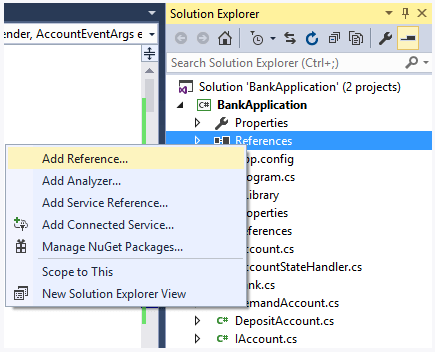 ender, AccountEventArgs e
Solution Explorer
Search Solution Explorer (Ctrl+;)
Solution 'BankApplication' (2 projects)
C# BankApplication
Properties
References
pp.config
rogram.cs
Library
roperties
eferences
ccount.cs
ccountStateHandler.cs
nk.cs
emandAccount.cs
C# DepositAccount.cs
C# IAccount.cs
Add Reference...
Add Analyzer...
Add Service Reference...
Add Connected Service...
Manage NuGet Packages...
Scope to This
New Solution Explorer View